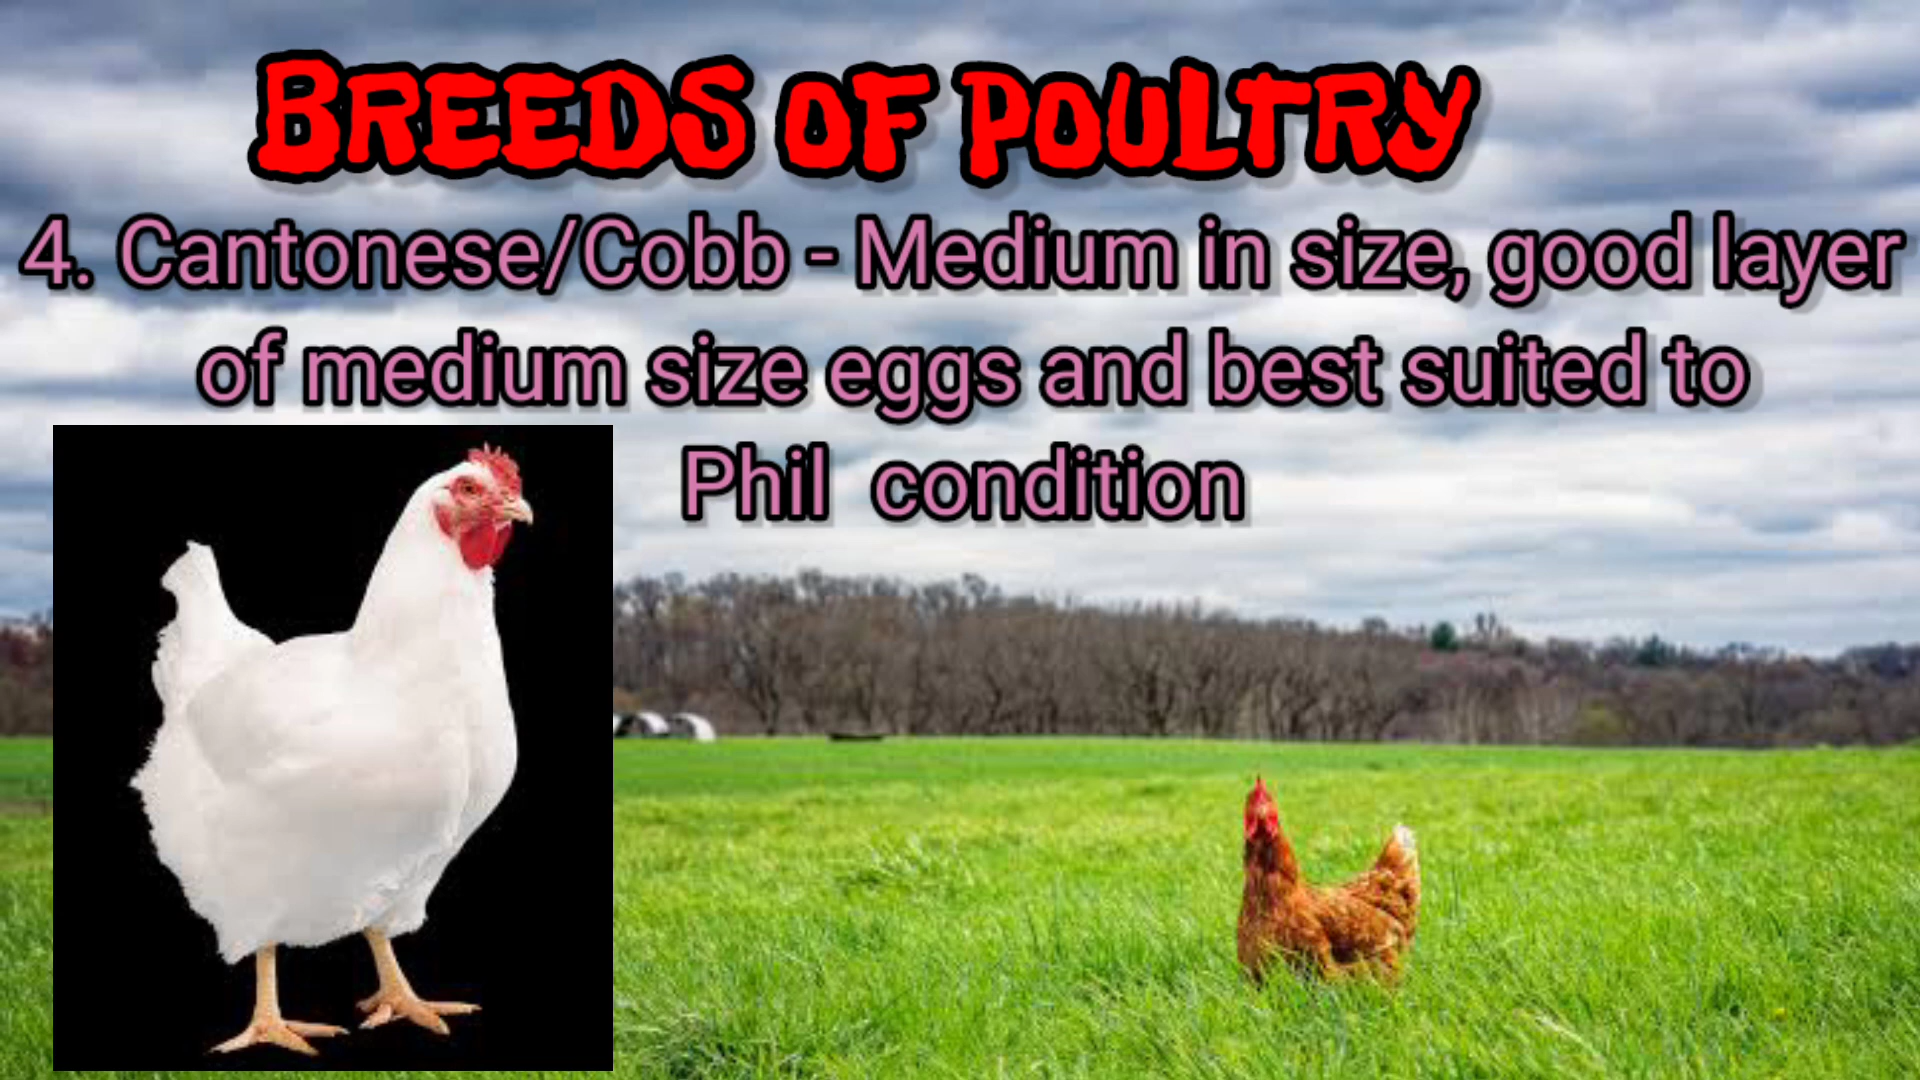 BREEDS OF POULTRY
4. Cantonese/Cobb - Medium in size, good layer
of medium size eggs and best suited to
Phil condition